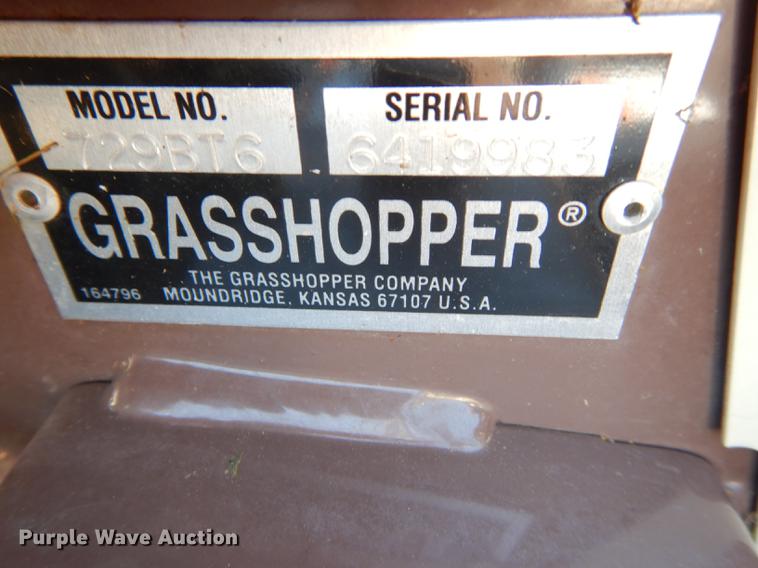 MODEL NO. SERIAL NO.
729BT6 6419983
GRASSHOPPER®
THE GRASSHOPPER COMPANY
164796 MOUNDRIDGE, KANSAS 67107 U.S.A.
Purple Wave Auction